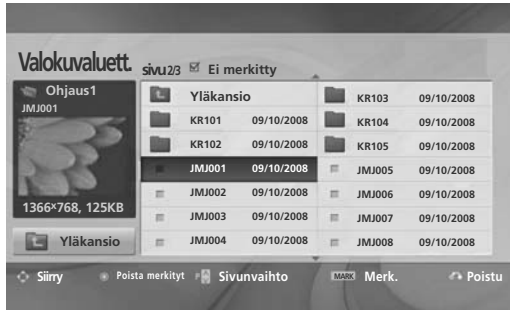 Valokuvaluett. sivu2/3 Ei merkitty
Ohjaus1
JMJ001
1366×768, 125KB
Yläkansio
Yläkansio
KR101 09/10/2008
KR102 09/10/2008
JMJ001 09/10/2008
JMJ002 09/10/2008
JMJ003 09/10/2008
JMJ004 09/10/2008
KR103 09/10/2008
KR104 09/10/2008
KR105 09/10/2008
JMJ005 09/10/2008
JMJ006 09/10/2008
JMJ007 09/10/2008
JMJ008 09/10/2008
Siirry Poista merkityt P Sivunvaihto MARK Merk. Poistu